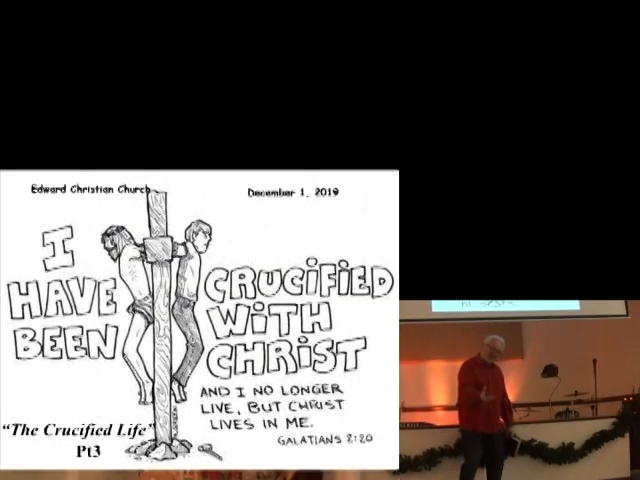 Edward Christian Church
December 1, 2019
I
HAVE
BEEN
CRUCIFIED
WITH
CHRIST
AND I NO LONGER
LIVE, BUT CHRIST
LIVES IN ME.
GALATIANS 2:20
"The Crucified Life"
Pt3